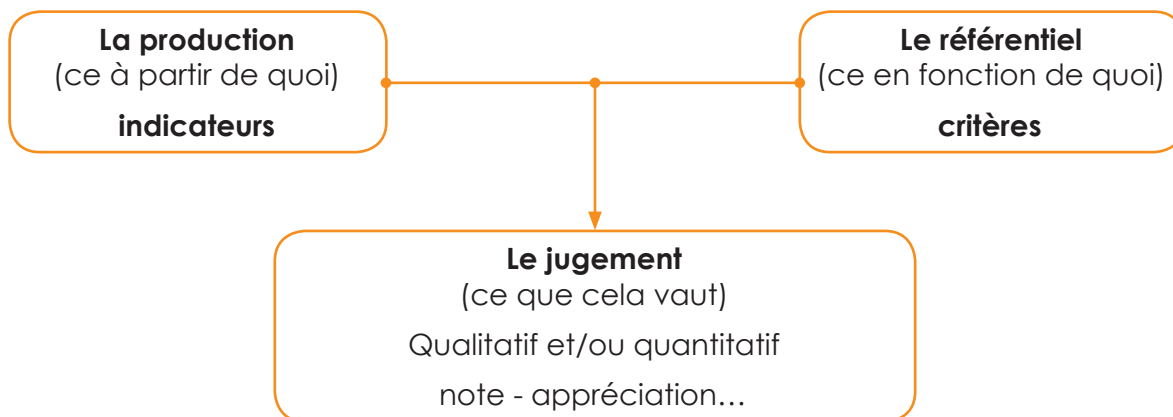 La production
(ce à partir de quoi)
indicateurs
Le référentiel
(ce en fonction de quoi)
critères
Le jugement
(ce que cela vaut)
Qualitatif et/ou quantitatif
note - appréciation…